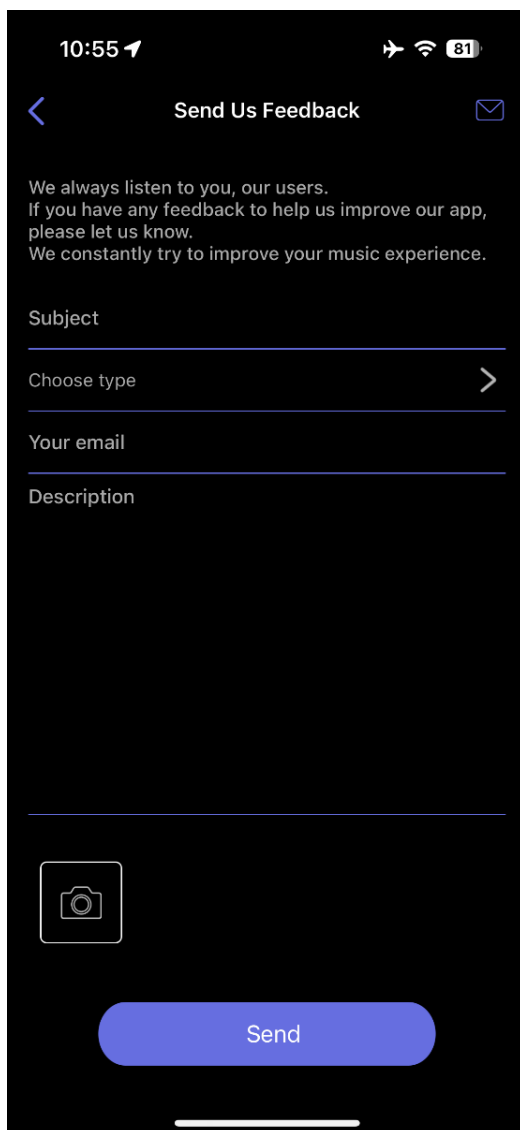 10:55
81
Send Us Feedback
We always listen to you, our users.
If you have any feedback to help us improve our app,
please let us know.
We constantly try to improve your music experience.
Subject
Choose type
Your email
Description
Send